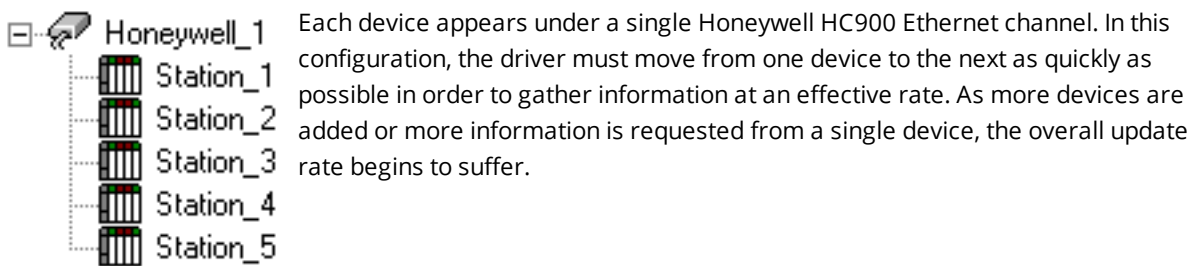 Honeywell_1
Station_1
Station_2
Station_3
Station_4
Station_5
Each device appears under a single Honeywell HC900 Ethernet channel. In this
configuration, the driver must move from one device to the next as quickly as
possible in order to gather information at an effective rate. As more devices are
added or more information is requested from a single device, the overall update
rate begins to suffer.